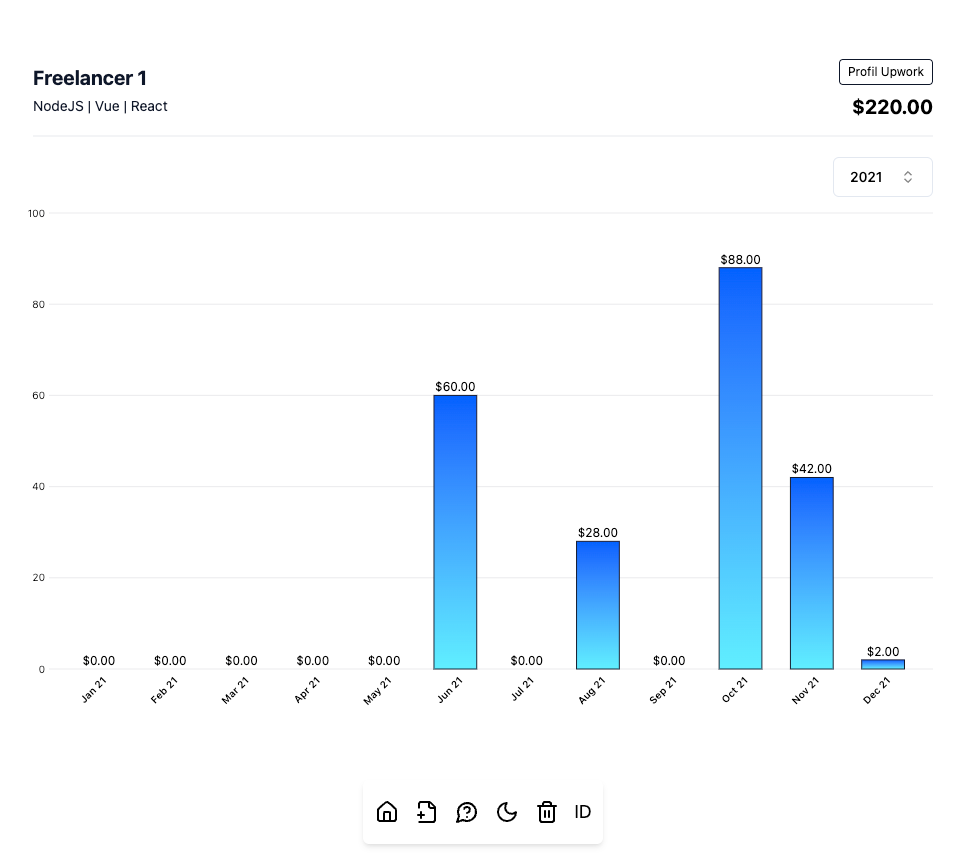 Freelancer 1
Profil Upwork
NodeJS | Vue | React
$220.00
2021
100
80
60
40
20
0
$0.00
$0.00
$0.00
$0.00
$0.00
$60.00
$0.00
$28.00
$0.00
$88.00
$42.00
$2.00
Jan 21
Feb 21
Mar 21
Apr 21
May 21
Jun 21
Jul 21
Aug 21
Sep 21
Oct 21
Nov 21
Dec 21
ID